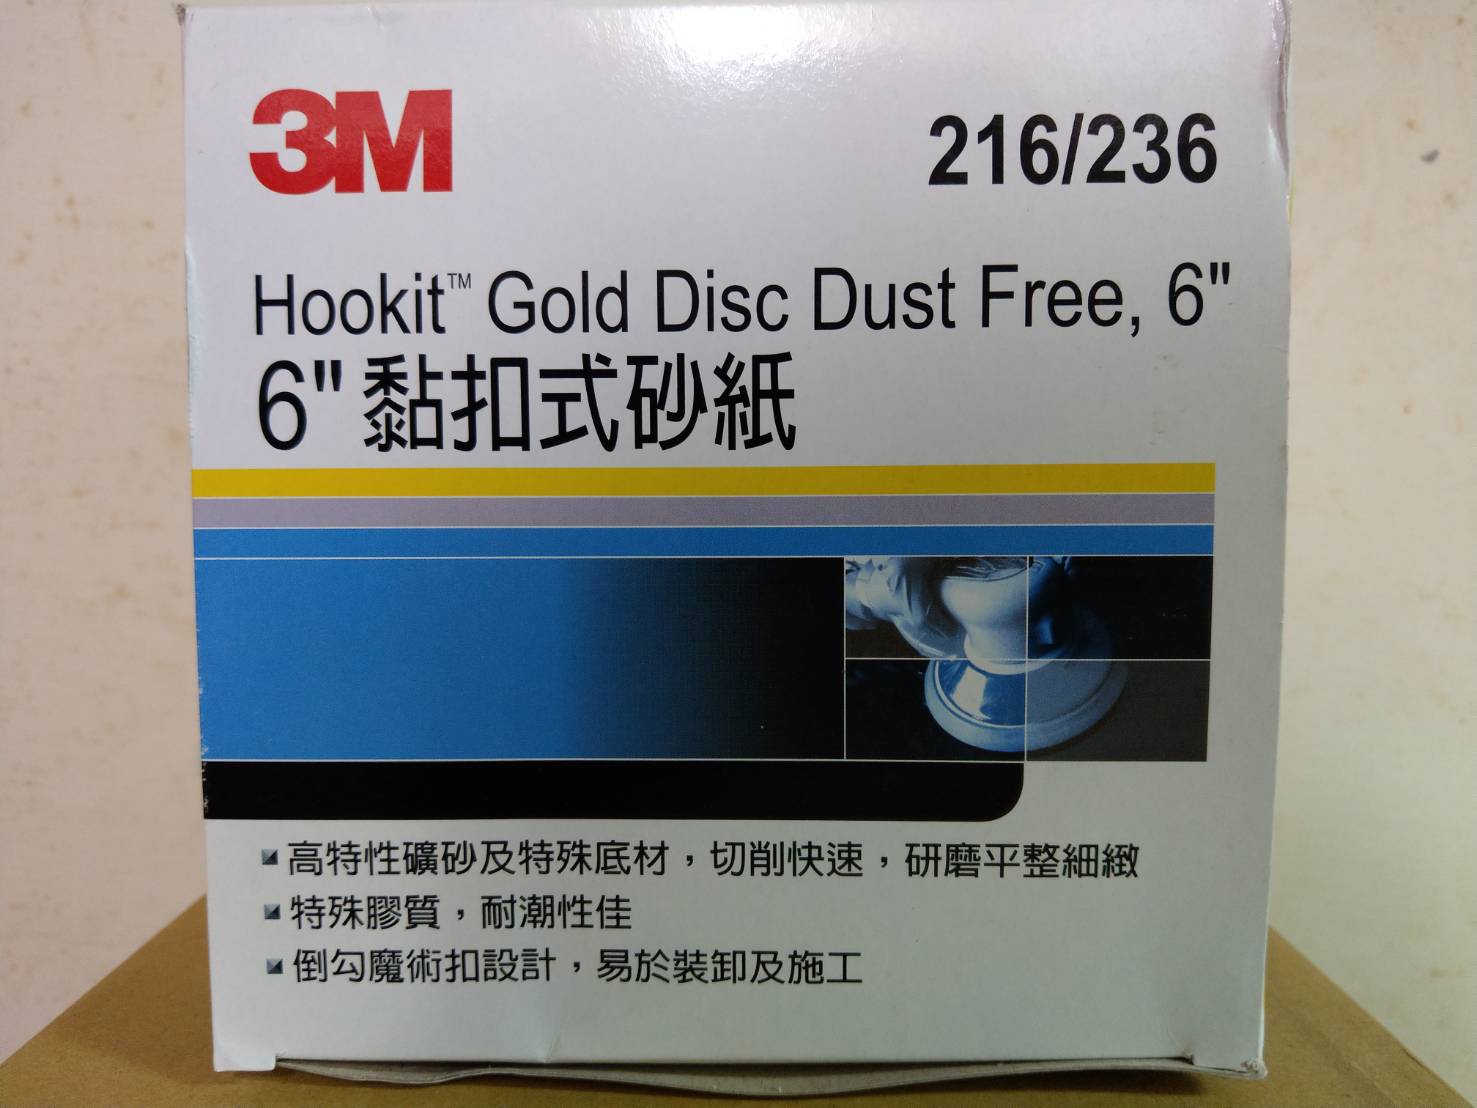 3M
216/236
Hookit™ Gold Disc Dust Free, 6"
6" 黏扣式砂紙
高特性礦砂及特殊底材，切削快速，研磨平整細緻
特殊膠質，耐潮性佳
倒勾魔術扣設計，易於裝卸及施工